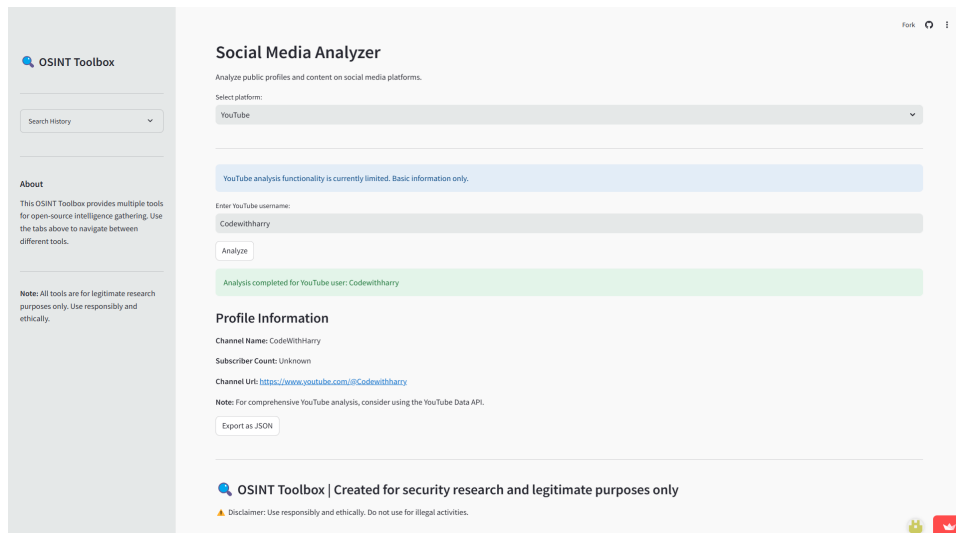 Fork
OSINT Toolbox
Search History
About
This OSINT Toolbox provides multiple tools
for open-source intelligence gathering. Use
the tabs above to navigate between
different tools.
Note: All tools are for legitimate research
purposes only. Use responsibly and
ethically.
Social Media Analyzer
Analyze public profiles and content on social media platforms.
Select platform:
YouTube
YouTube analysis functionality is currently limited. Basic information only.
Enter YouTube username:
Codewithharry
Analyze
Analysis completed for YouTube user: Codewithharry
Profile Information
Channel Name: CodeWithHarry
Subscriber Count: Unknown
Channel Url: https://www.youtube.com/@Codewithharry
Note: For comprehensive YouTube analysis, consider using the YouTube Data API.
Export as JSON
OSINT Toolbox | Created for security research and legitimate purposes only
Disclaimer: Use responsibly and ethically. Do not use for illegal activities.